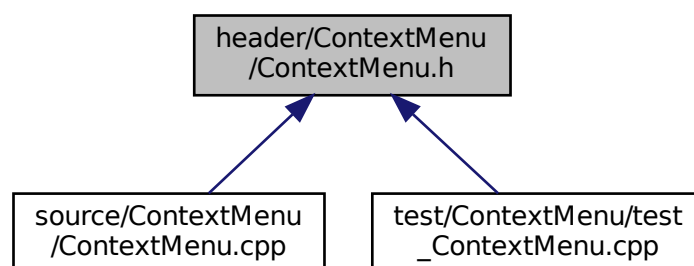 header/ContextMenu
/ContextMenu.h
source/ContextMenu
/ContextMenu.cpp
test/ContextMenu/test
_ContextMenu.cpp